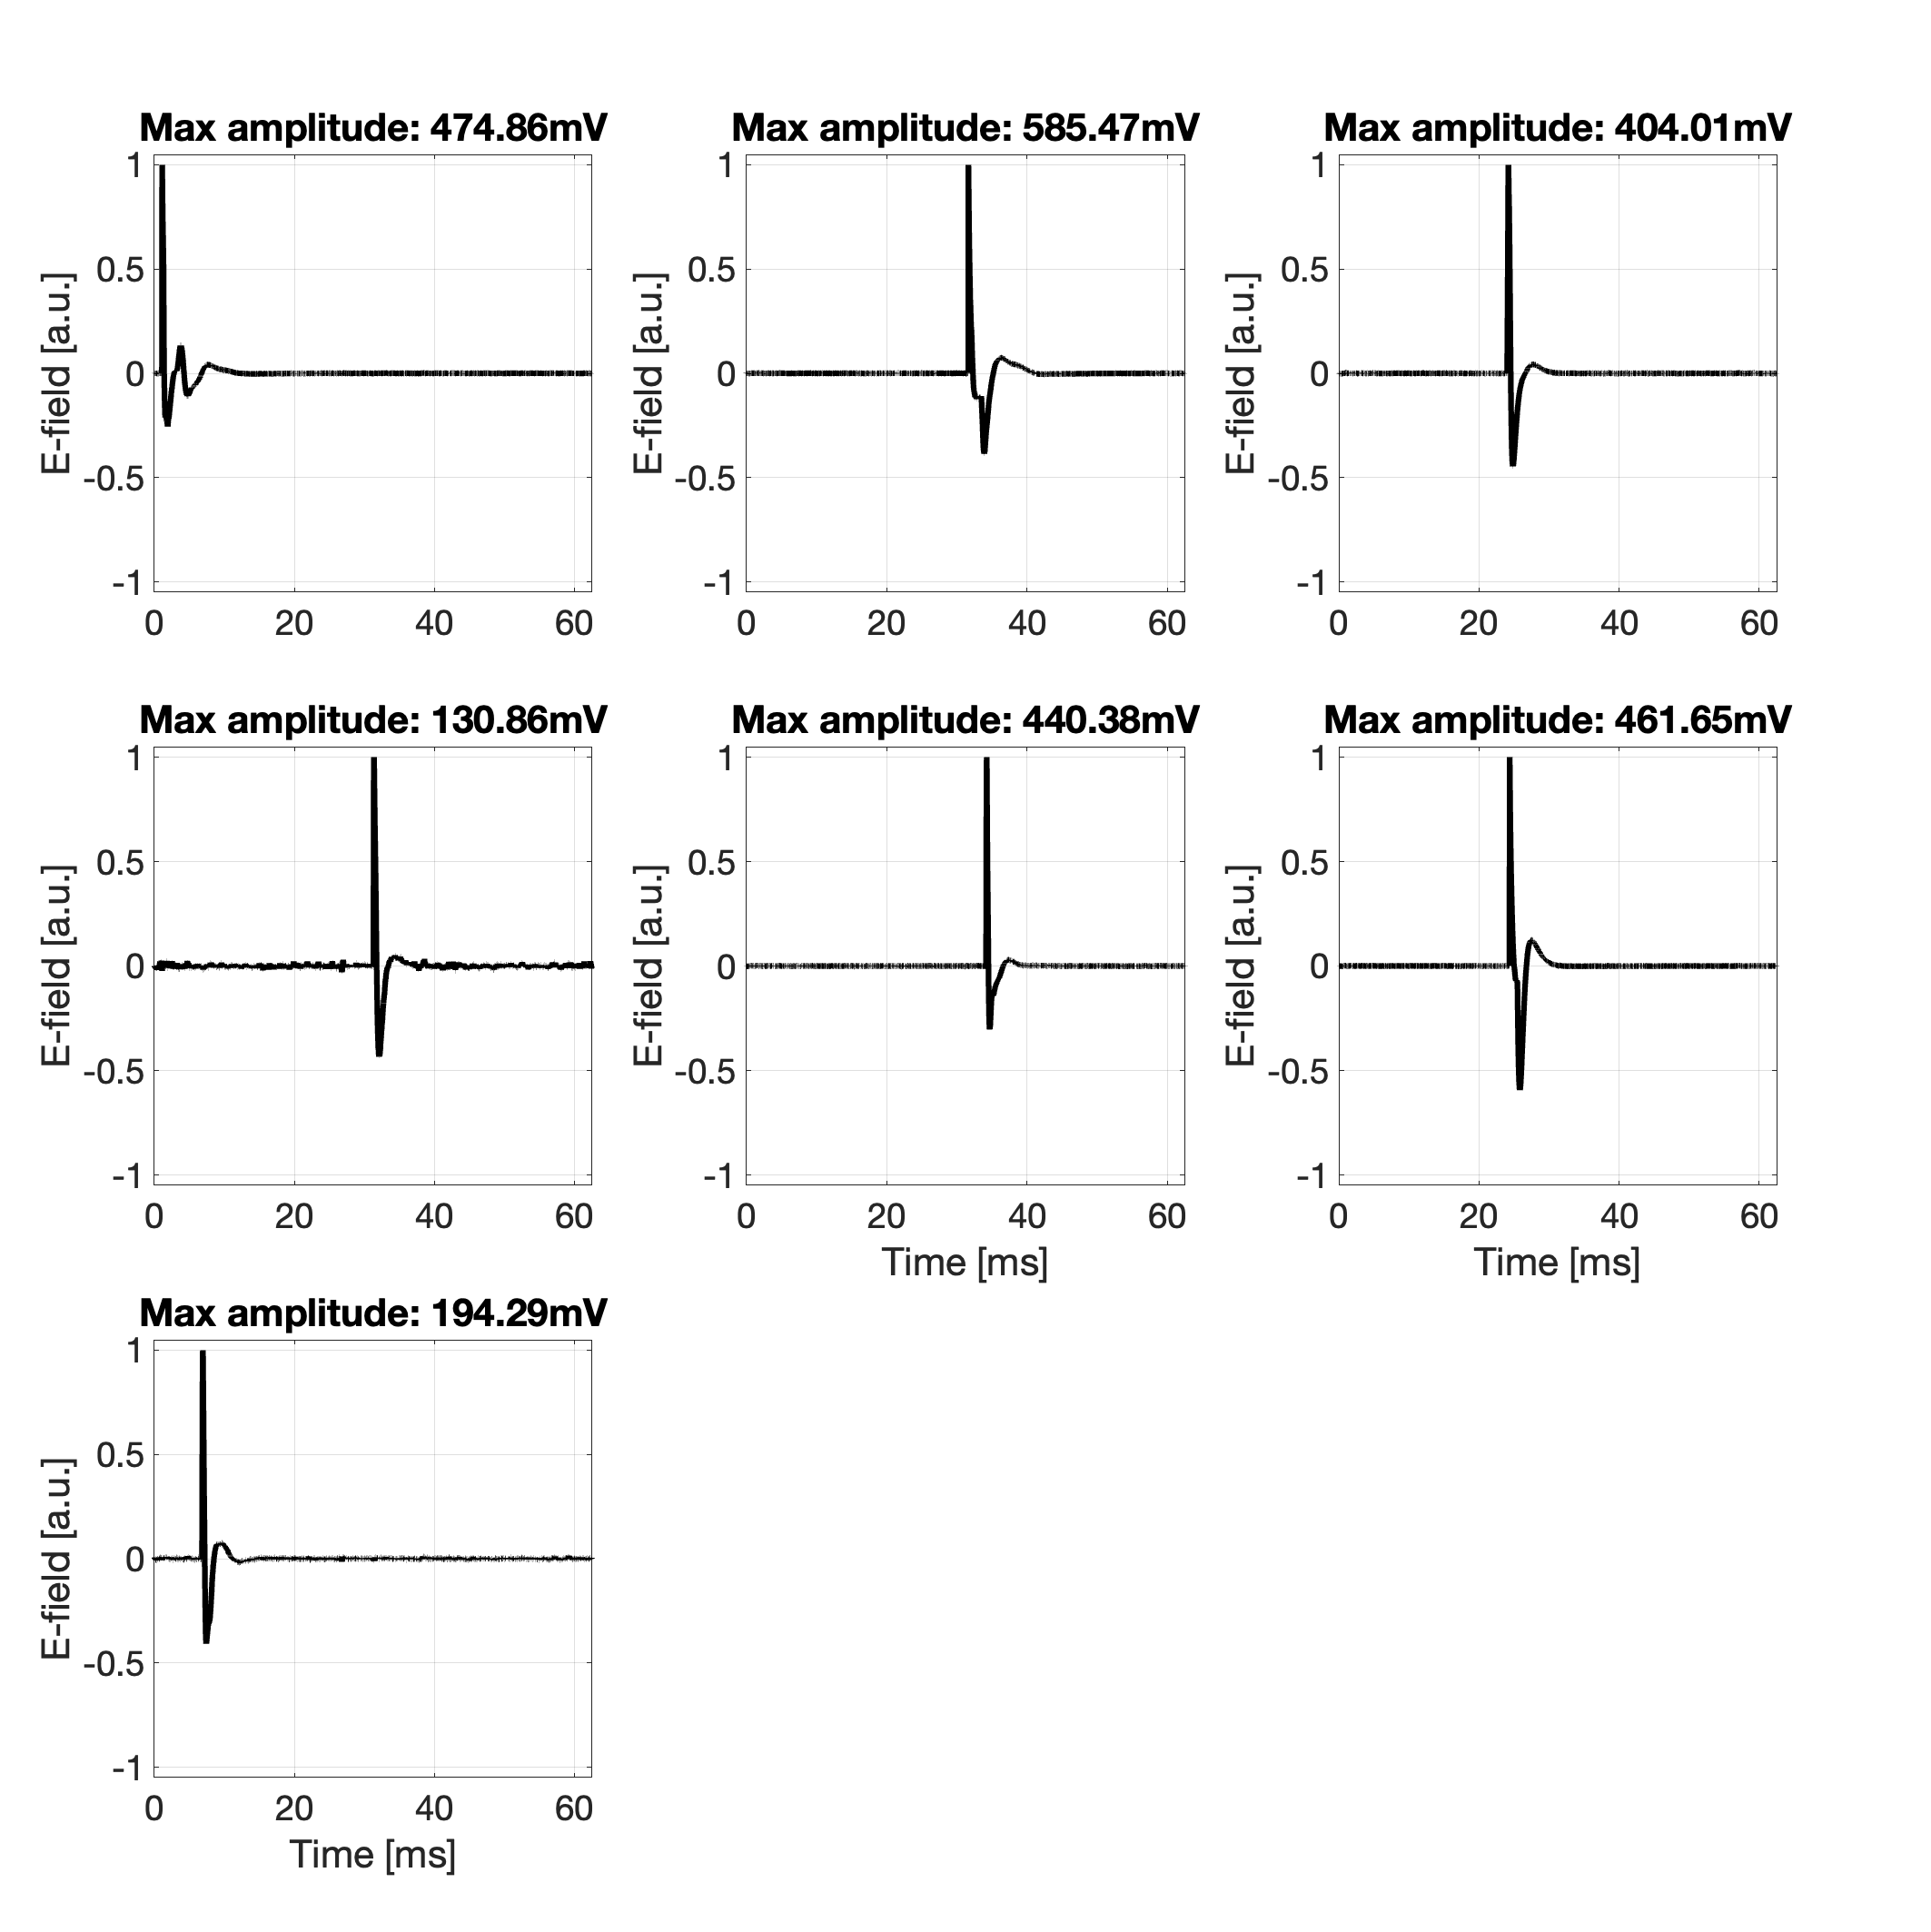 Max amplitude: 474.86mV
1
0.5
0
-0.5
-1
E-field [a.u.]
0 20 40 60
Max amplitude: 585.47mV
1
0.5
0
-0.5
-1
E-field [a.u.]
0 20 40 60
Max amplitude: 404.01mV
1
0.5
0
-0.5
-1
E-field [a.u.]
0 20 40 60
Max amplitude: 130.86mV
1
0.5
0
-0.5
-1
E-field [a.u.]
0 20 40 60
Max amplitude: 440.38mV
1
0.5
0
-0.5
-1
E-field [a.u.]
0 20 40 60
Time [ms]
Max amplitude: 461.65mV
1
0.5
0
-0.5
-1
E-field [a.u.]
0 20 40 60
Time [ms]
Max amplitude: 194.29mV
1
0.5
0
-0.5
-1
E-field [a.u.]
0 20 40 60
Time [ms]